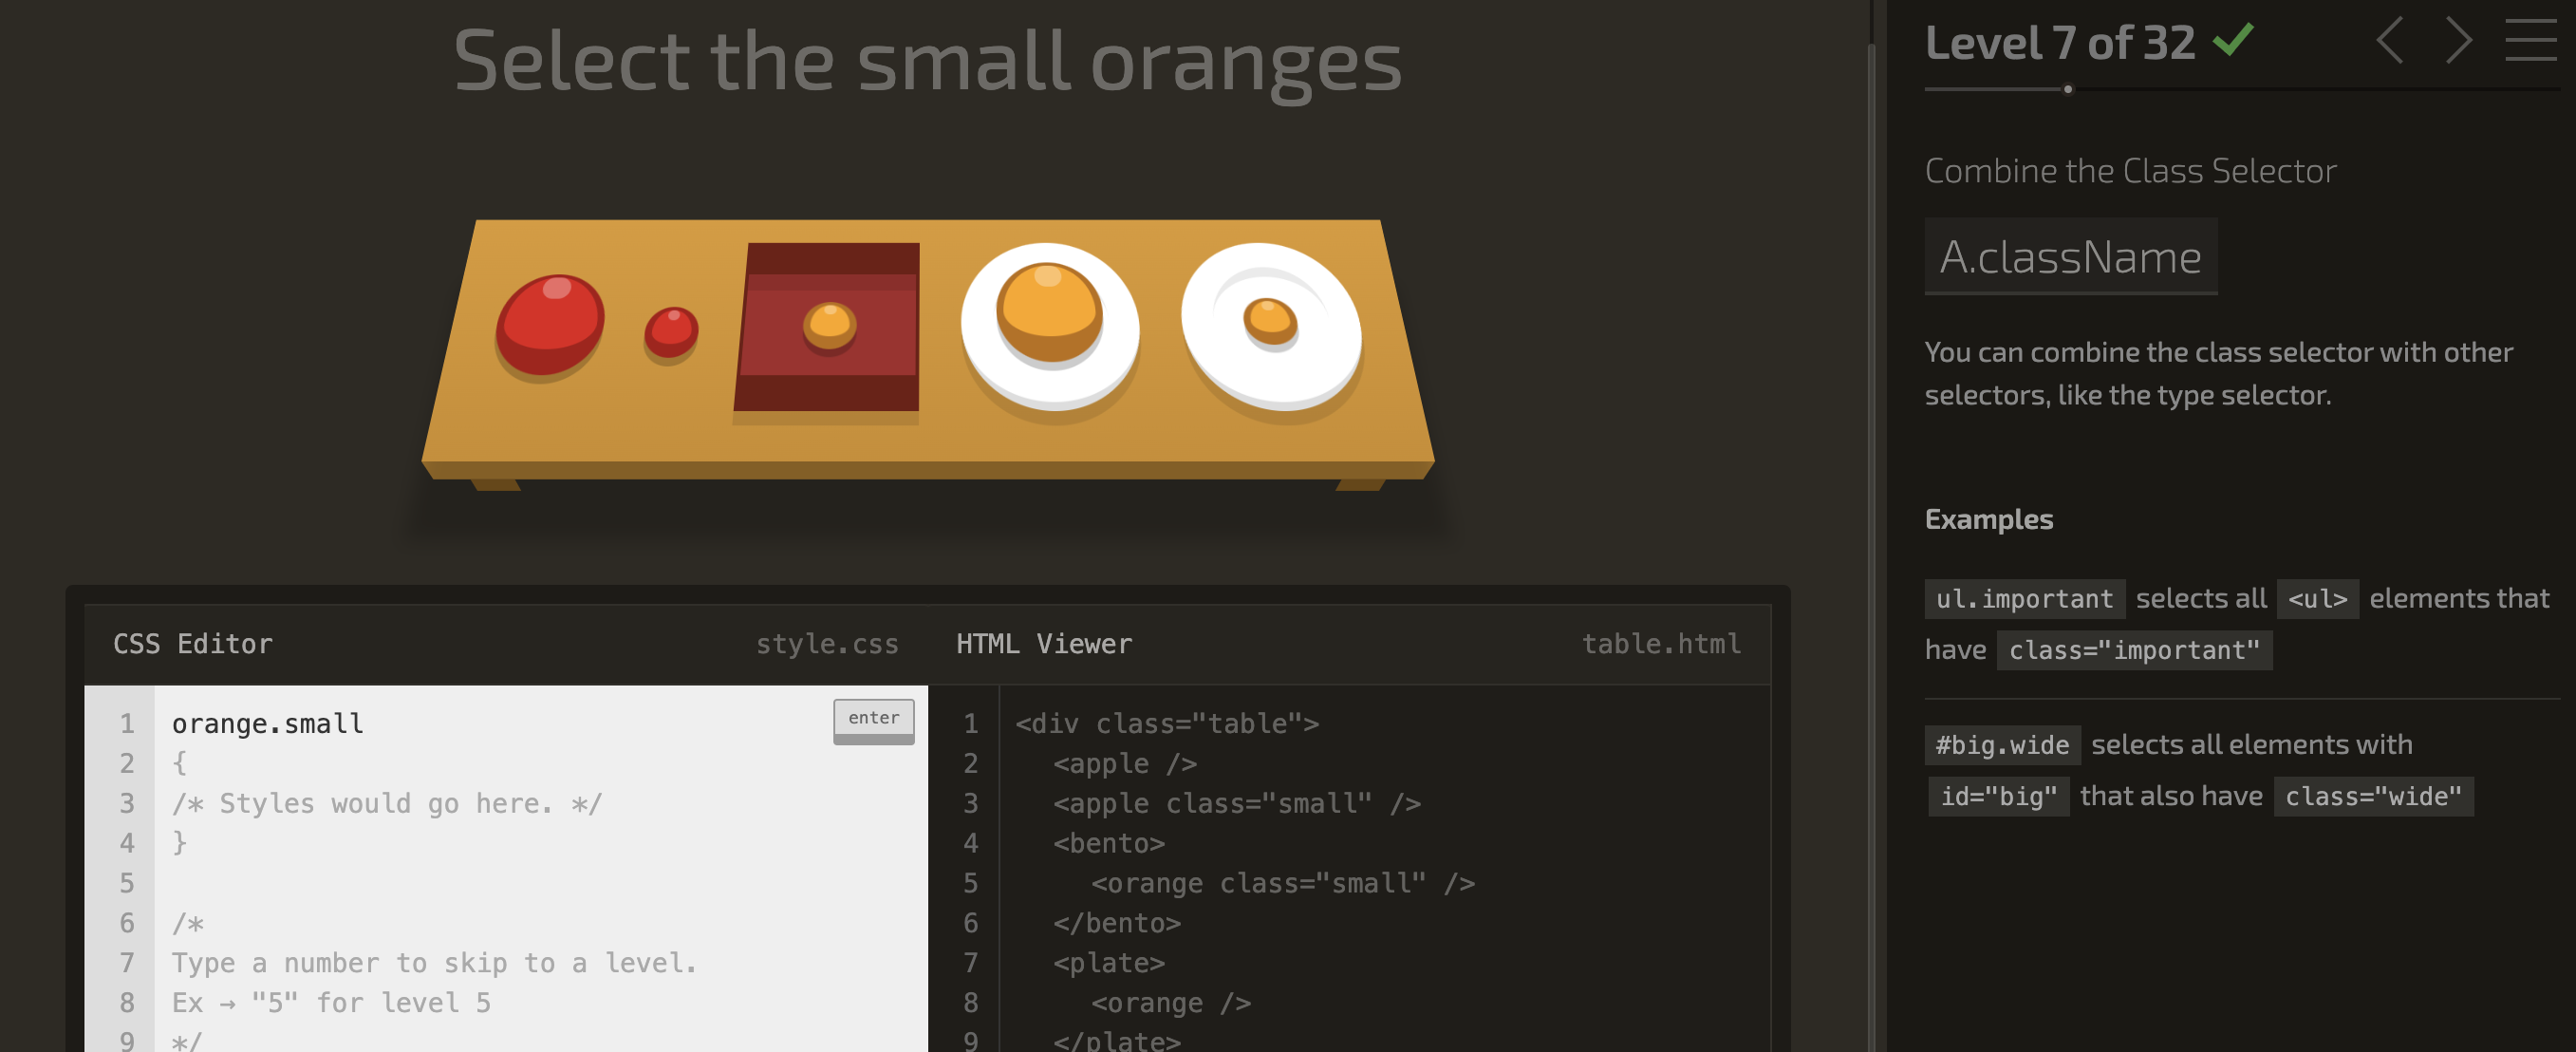 Select the small oranges
CSS Editor
style.css
1 orange.small
enter
2 {
3 /* Styles would go here. */
4 }
5
6 /*
7 Type a number to skip to a level.
8 Ex → "5" for level 5
9 */
HTML Viewer
table.html
1 <div class="table">
2 <apple />
3 <apple class="small" />
4 <bento>
5 <orange class="small" />
6 </bento>
7 <plate>
8 <orange />
9 </plate>
Level 7 of 32
Combine the Class Selector
A.className
You can combine the class selector with other
selectors, like the type selector.
Examples
ul.important selects all <ul> elements that
have class="important"
#big.wide selects all elements with
id="big" that also have class="wide"